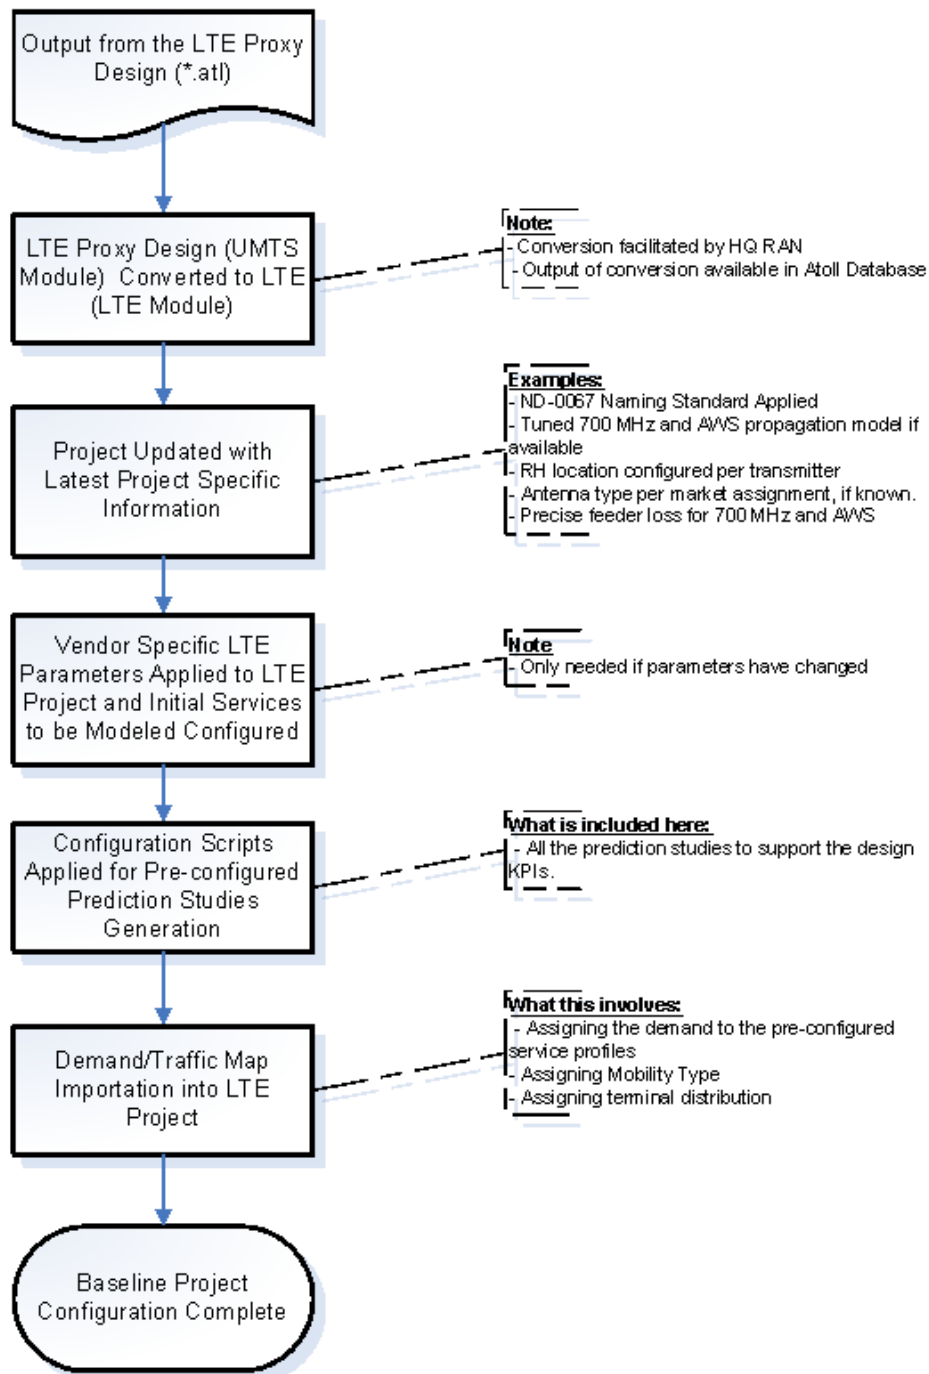 Output from the LTE Proxy
Design (*.atl)
LTE Proxy Design (UMTS
Module) Converted to LTE
(LTE Module)
Note:
- Conversion facilitated by HQ RAN
- Output of conversion available in Atoll Database
Project Updated with
Latest Project Specific
Information
Examples:
- ND-0067 Naming Standard Applied
- Tuned 700 MHz and AWS propagation model if
available
- RH location configured per transmitter
- Antenna type per market assignment, if known.
- Precise feeder loss for 700 MHz and AWS
Vendor Specific LTE
Parameters Applied to LTE
Project and Initial Services
to be Modeled Configured
Note
- Only needed if parameters have changed
Configuration Scripts
Applied for Pre-configured
Prediction Studies
Generation
What is included here:
- All the prediction studies to support the design
KPIs.
Demand/Traffic Map
Importation into LTE
Project
What this involves:
- Assigning the demand to the pre-configured
service profiles
- Assigning Mobility Type
- Assigning terminal distribution
Baseline Project
Configuration Complete